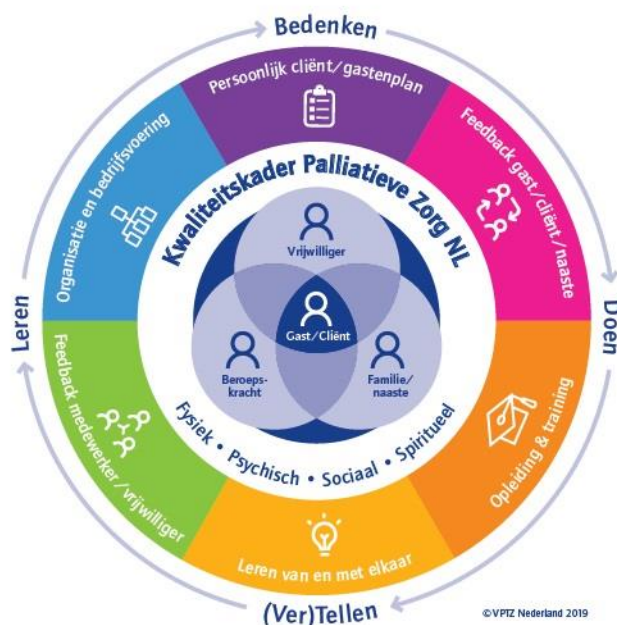 Bedenken
Persoonlijk cliënt/gastenplan
Feedback gast/cliënt/naaste
Doen
Opleiding & training
Leren van en met elkaar
(Ver)Tellen
Feedback medewerker/vrijwilliger
Leren
Organisatie en bedrijfsvoering
Kwaliteitskader Palliatieve Zorg NL
Vrijwilliger
Gast/Cliënt
Beroeps-
kracht
Familie/
naaste
Fysiek • Psychisch • Sociaal • Spiritueel
©VPTZ Nederland 2019